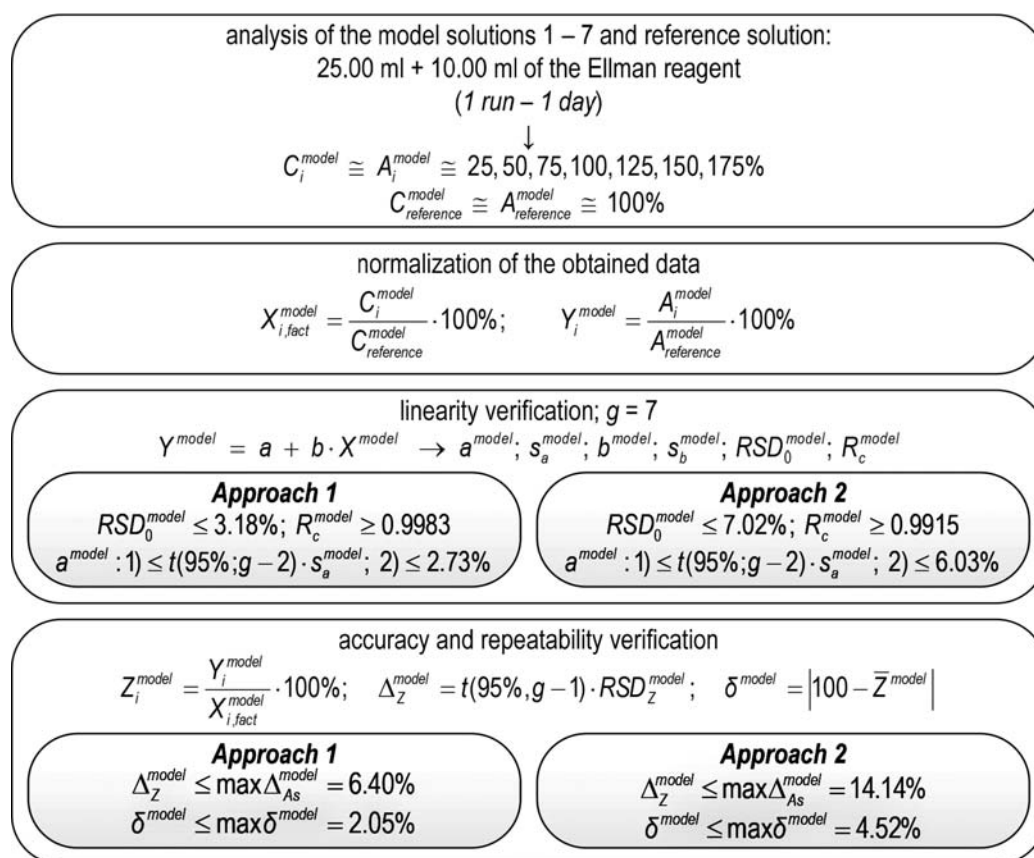 analysis of the model solutions 1 – 7 and reference solution:
25.00 ml + 10.00 ml of the Ellman reagent
(1 run – 1 day)
↓
C_i^model ≅ A_i^model ≅ 25, 50, 75, 100, 125, 150, 175%
C_reference^model ≅ A_reference^model ≅ 100%
normalization of the obtained data
X_i,fact^model = C_i^model / C_reference^model · 100%; Y_i^model = A_i^model / A_reference^model · 100%
linearity verification; g = 7
Y^model = a + b · X^model → a^model; s_a^model; b^model; s_b^model; RSD_0^model; R_c^model
Approach 1
RSD_0^model ≤ 3.18%; R_c^model ≥ 0.9983
a^model : 1) ≤ t(95%; g – 2) · s_a^model; 2) ≤ 2.73%
Approach 2
RSD_0^model ≤ 7.02%; R_c^model ≥ 0.9915
a^model : 1) ≤ t(95%; g – 2) · s_a^model; 2) ≤ 6.03%
accuracy and repeatability verification
Z_i^model = Y_i^model / X_i,fact^model · 100%; Δ_Z^model = t(95%, g – 1) · RSD_Z^model; δ^model = |100 – Z̅^model|
Approach 1
Δ_Z^model ≤ maxΔ_As^model = 6.40%
δ^model ≤ maxδ^model = 2.05%
Approach 2
Δ_Z^model ≤ maxΔ_As^model = 14.14%
δ^model ≤ maxδ^model = 4.52%